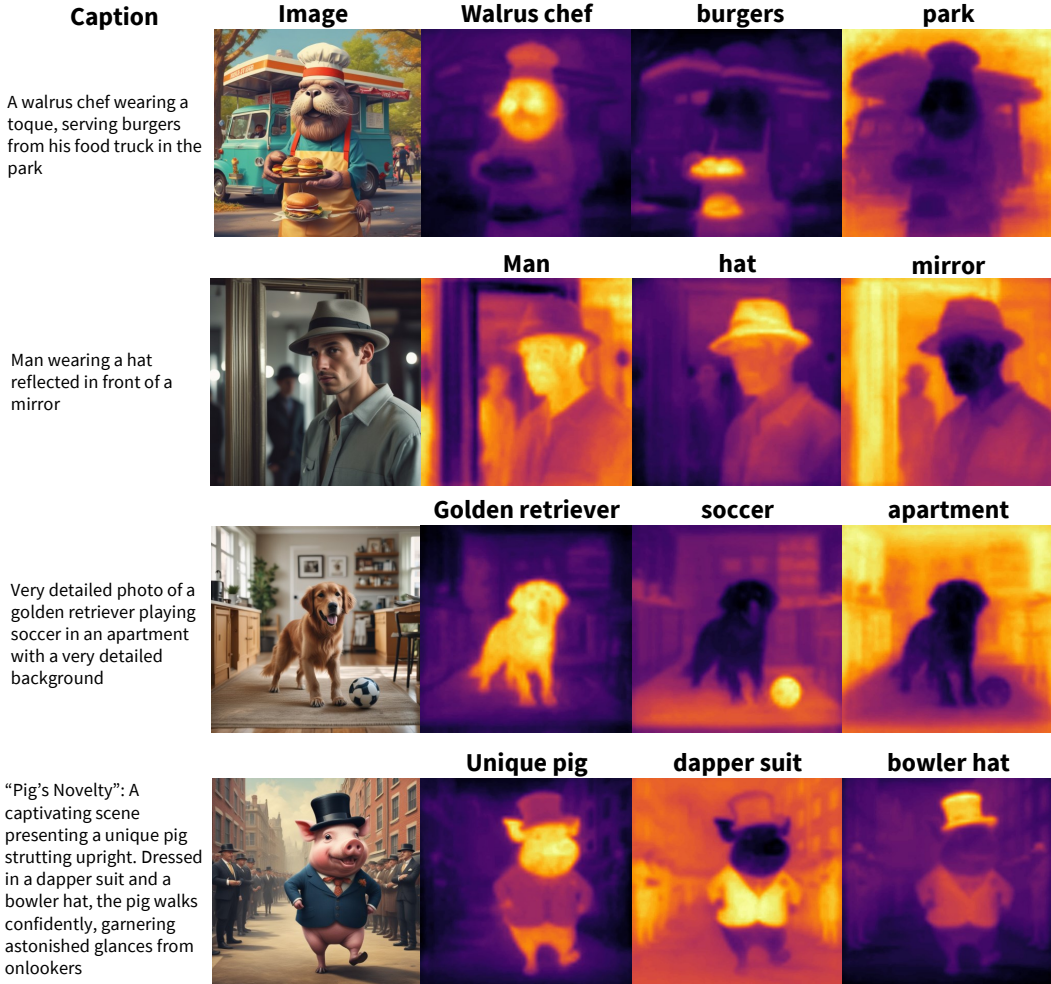 Caption
Image
Walrus chef
burgers
park
A walrus chef wearing a
toque, serving burgers
from his food truck in the
park
Man
hat
mirror
Man wearing a hat
reflected in front of a
mirror
Golden retriever
soccer
apartment
Very detailed photo of a
golden retriever playing
soccer in an apartment
with a very detailed
background
Unique pig
dapper suit
bowler hat
“Pig’s Novelty”: A
captivating scene
presenting a unique pig
strutting upright. Dressed
in a dapper suit and a
bowler hat, the pig walks
confidently, garnering
astonished glances from
onlookers